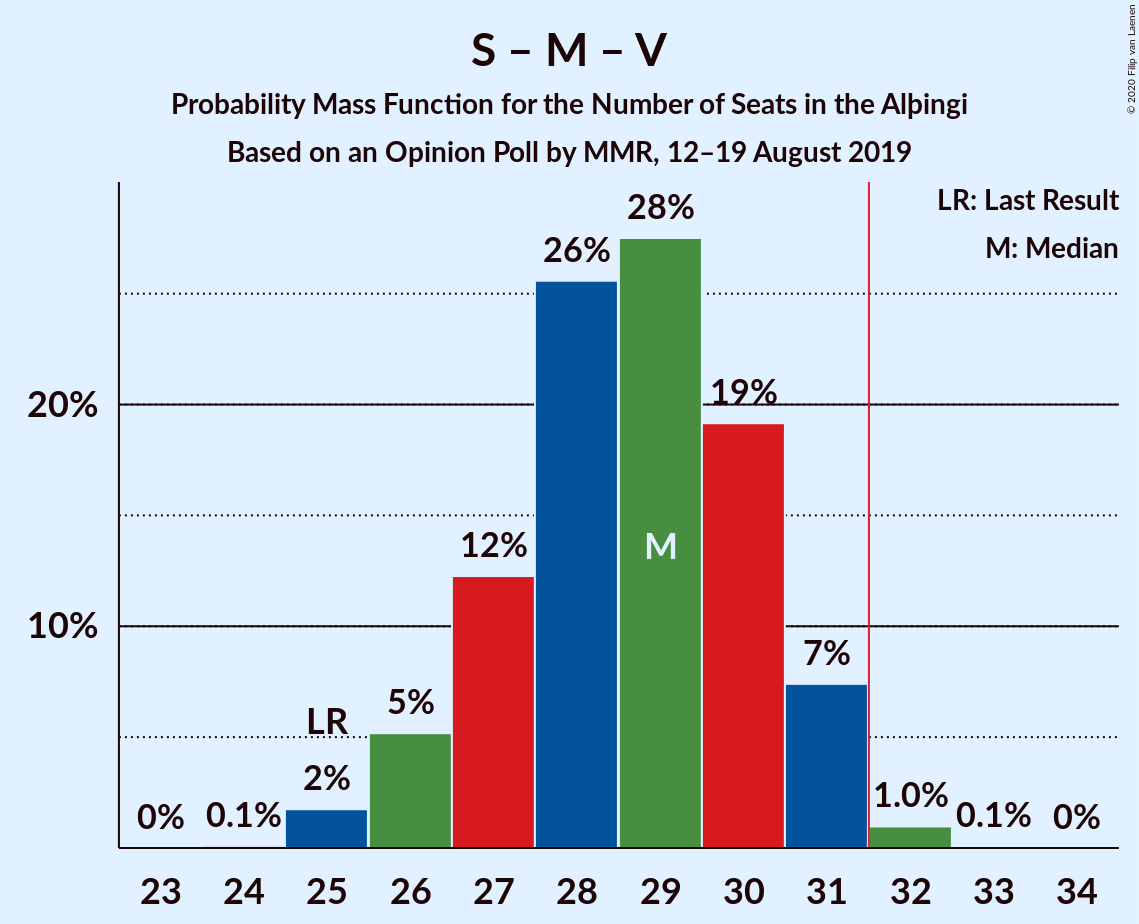 S – M – V
Probability Mass Function for the Number of Seats in the Alþingi
Based on an Opinion Poll by MMR, 12–19 August 2019
© 2020 Filip van Laenen
LR: Last Result
M: Median
20%
10%
0%
0.1%
LR
2%
5%
12%
26%
28%
M
19%
7%
1.0%
0.1%
0%
23 24 25 26 27 28 29 30 31 32 33 34